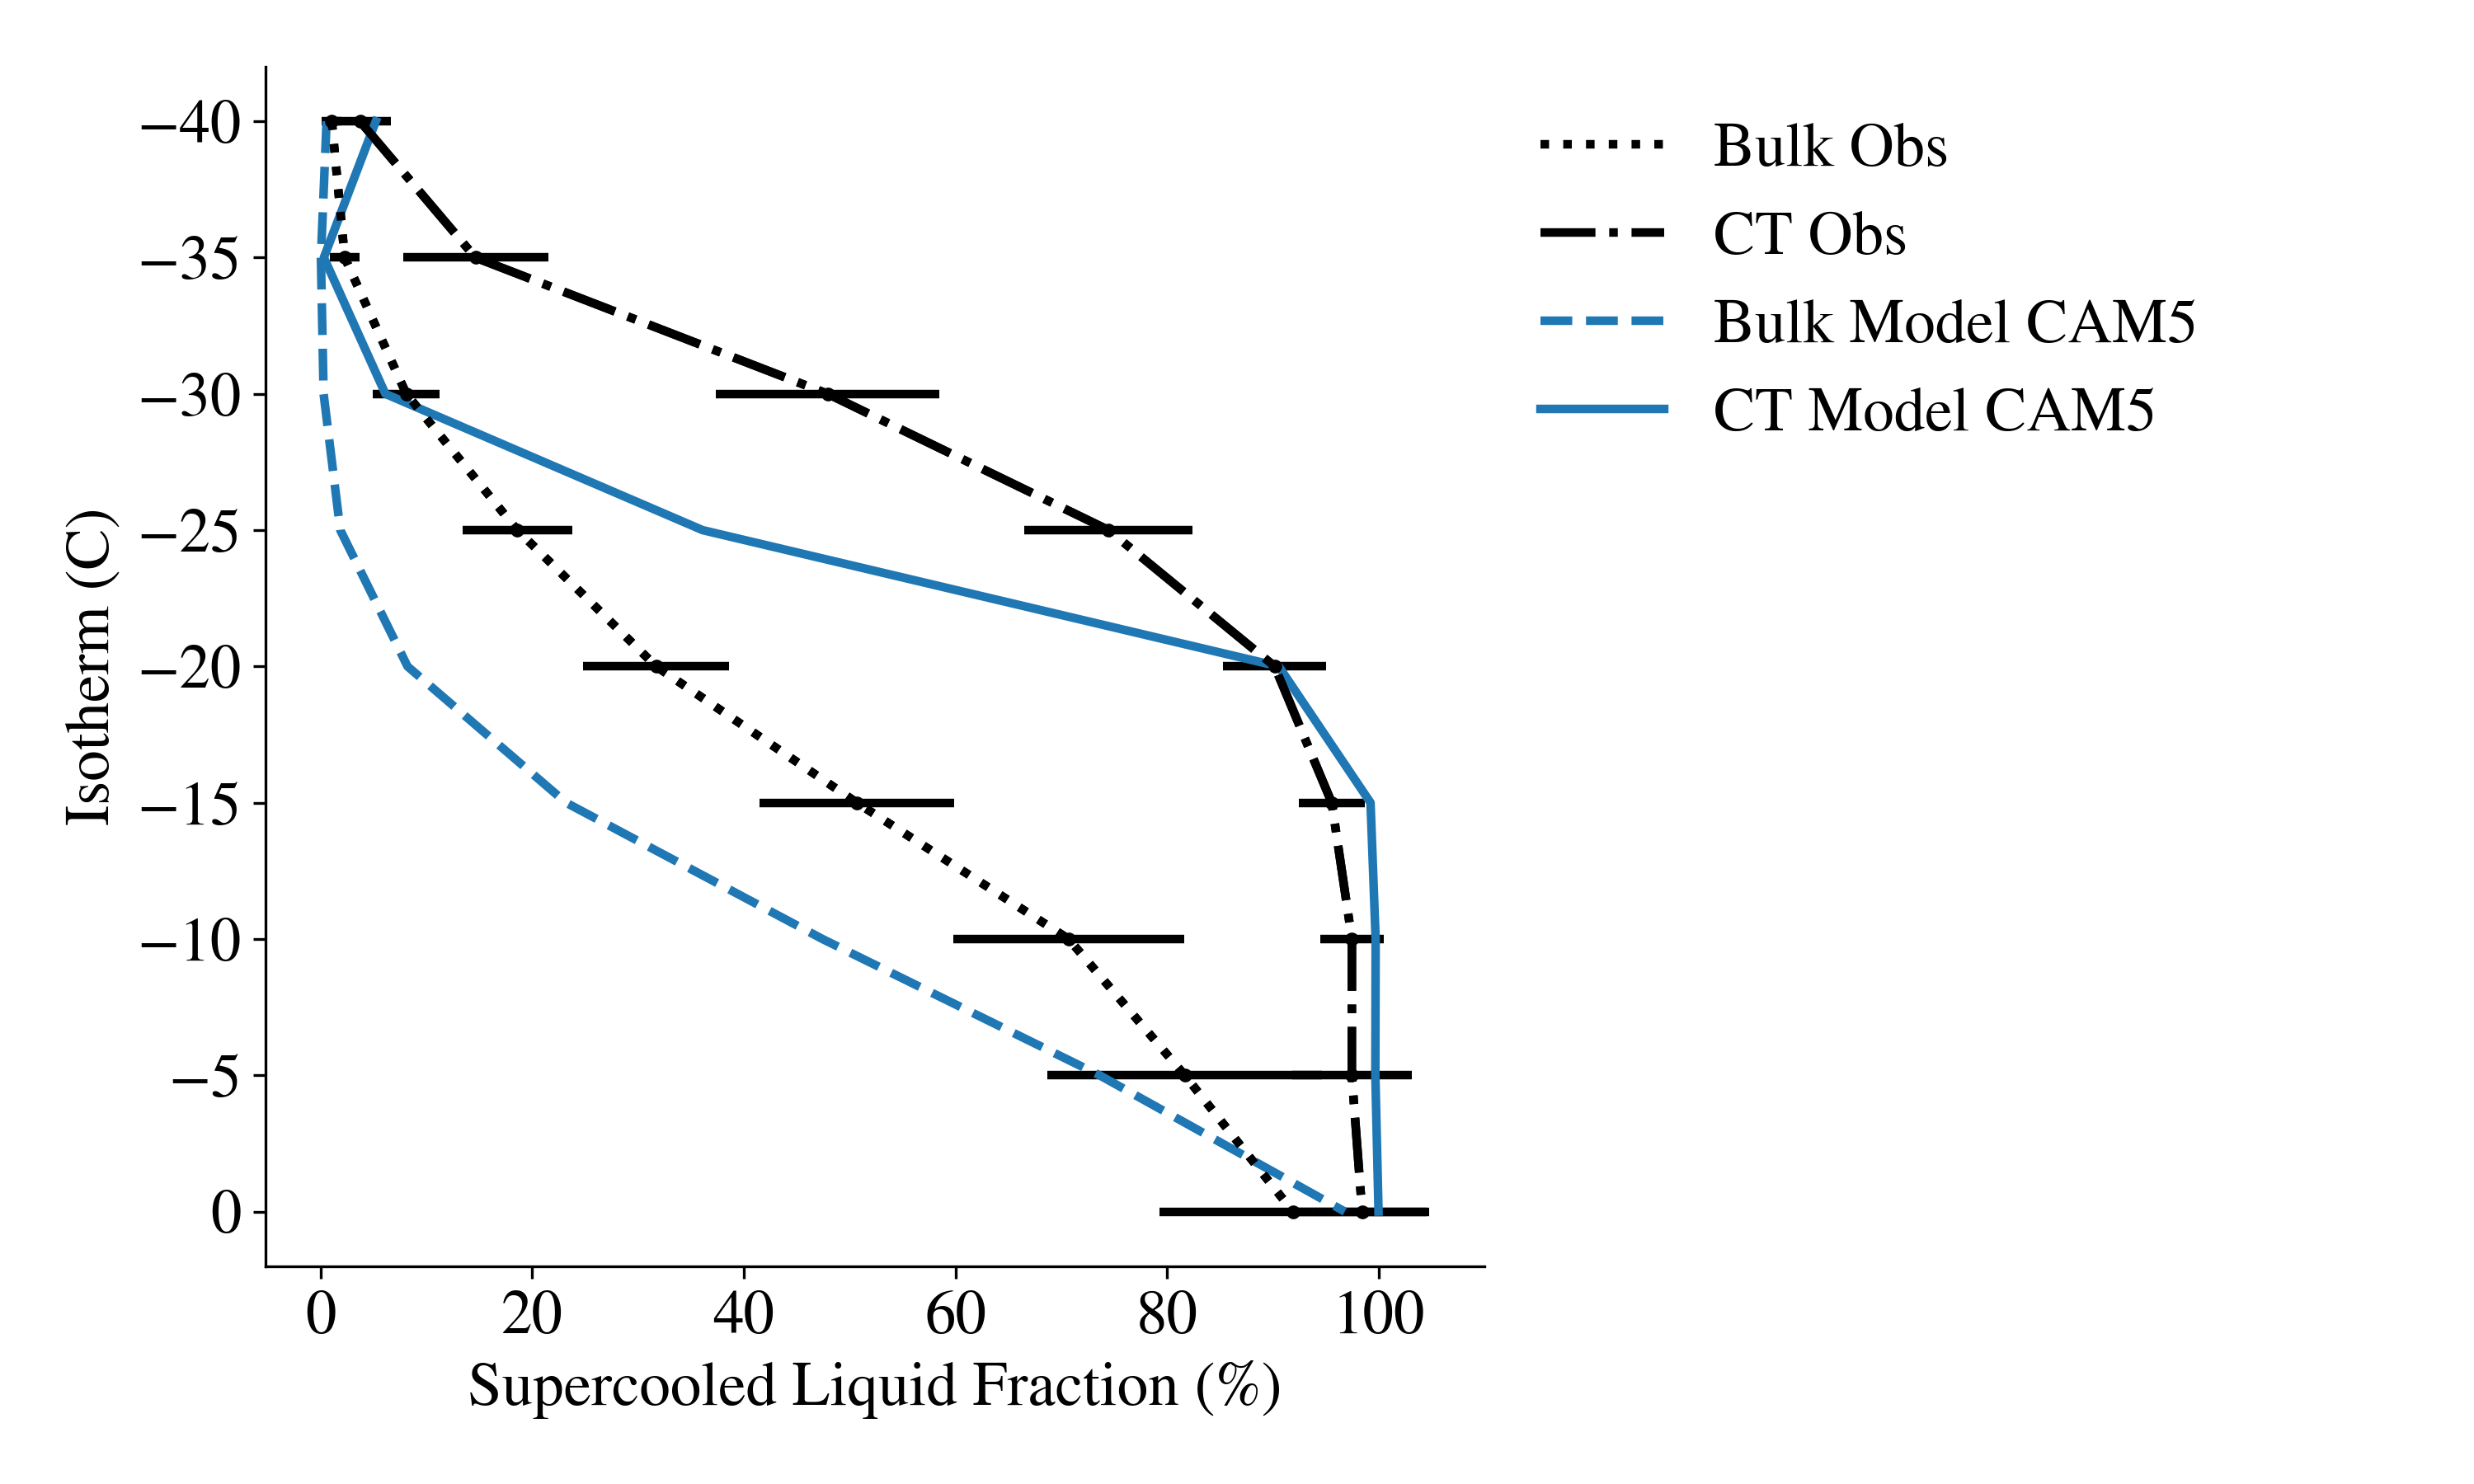 −40
−35
−30
−25
−20
−15
−10
−5
0
Isotherm (C)
0 20 40 60 80 100
Supercooled Liquid Fraction (%)
Bulk Obs
CT Obs
Bulk Model CAM5
CT Model CAM5